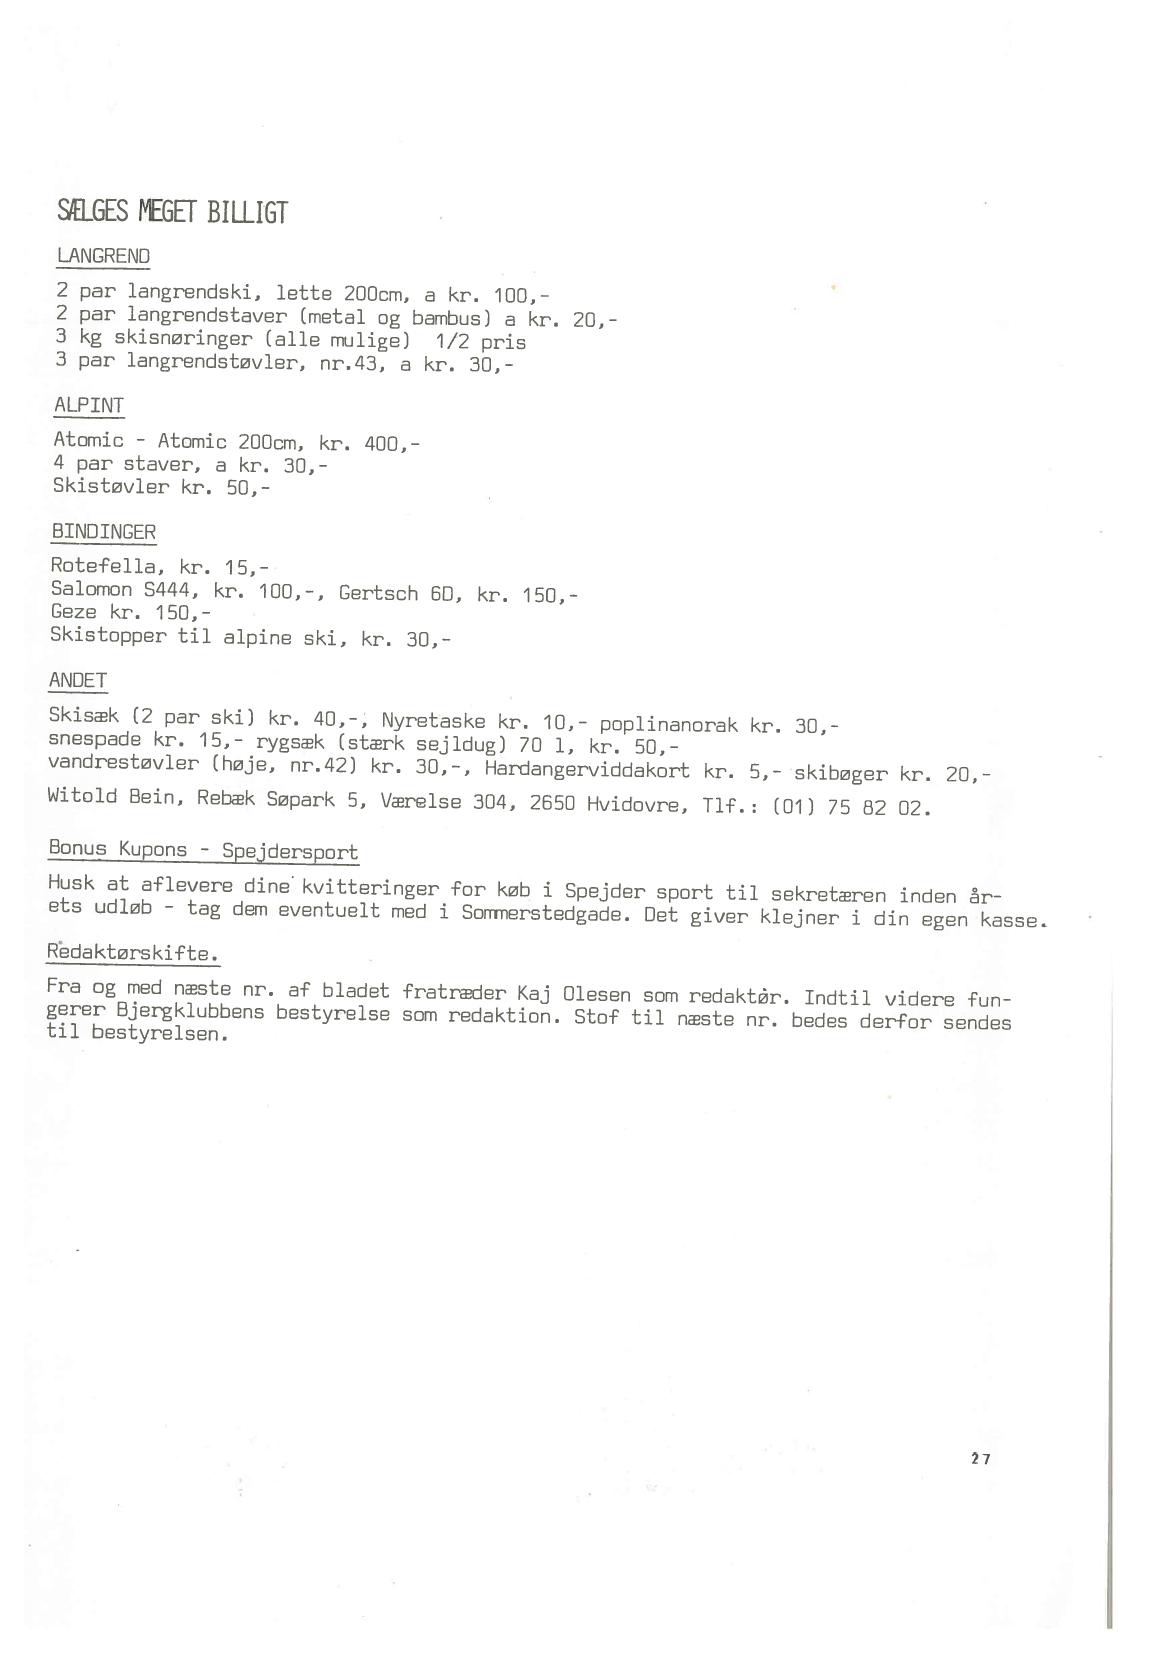 SÆLGES MEGET BILLIGT
LANGREND
2 par langrendski, lette 200cm, a kr. 100,-
2 par langrendstaver (metal og bambus) a kr. 20,-
3 kg skisnøringer (alle mulige) 1/2 pris
3 par langrendstøvler, nr.43, a kr. 30,-
ALPINT
Atomic - Atomic 200cm, kr. 400,-
4 par staver, a kr. 30,-
Skistøvler kr. 50,-
BINDINGER
Rotefella, kr. 15,-
Salomon S444, kr. 100,-, Gertsch 6D, kr. 150,-
Geze kr. 150,-
Skistopper til alpine ski, kr. 30,-
ANDET
Skisæk (2 par ski) kr. 40,-, Nyretaske kr. 10,- poplinanorak kr. 30,-
snespade kr. 15,- rygsæk (stærk sejldug) 70 l, kr. 50,-
vandrestøvler (høje, nr.42) kr. 30,-, Hardangerviddakort kr. 5,- skibøger kr. 20,-
Witold Bein, Rebæk Søpark 5, Værelse 304, 2650 Hvidovre, Tlf.: (01) 75 82 02.
Bonus Kupons - Spejdersport
Husk at aflevere dine kvitteringer for køb i Spejder sport til sekretæren inden år-
ets udløb - tag dem eventuelt med i Sommerstedgade. Det giver klejner i din egen kasse.
Redaktørskifte.
Fra og med næste nr. af bladet fratræder Kaj Olesen som redaktør. Indtil videre fun-
gerer Bjergklubbens bestyrelse som redaktion. Stof til næste nr. bedes derfor sendes
til bestyrelsen.
27